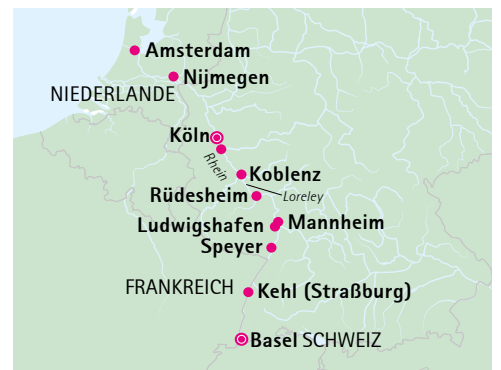 Amsterdam
Nijmegen
NIEDERLANDE
Köln
Rhein
Koblenz
Rüdesheim
Loreley
Ludwigshafen
Mannheim
Speyer
FRANKREICH
Kehl (Straßburg)
Basel SCHWEIZ